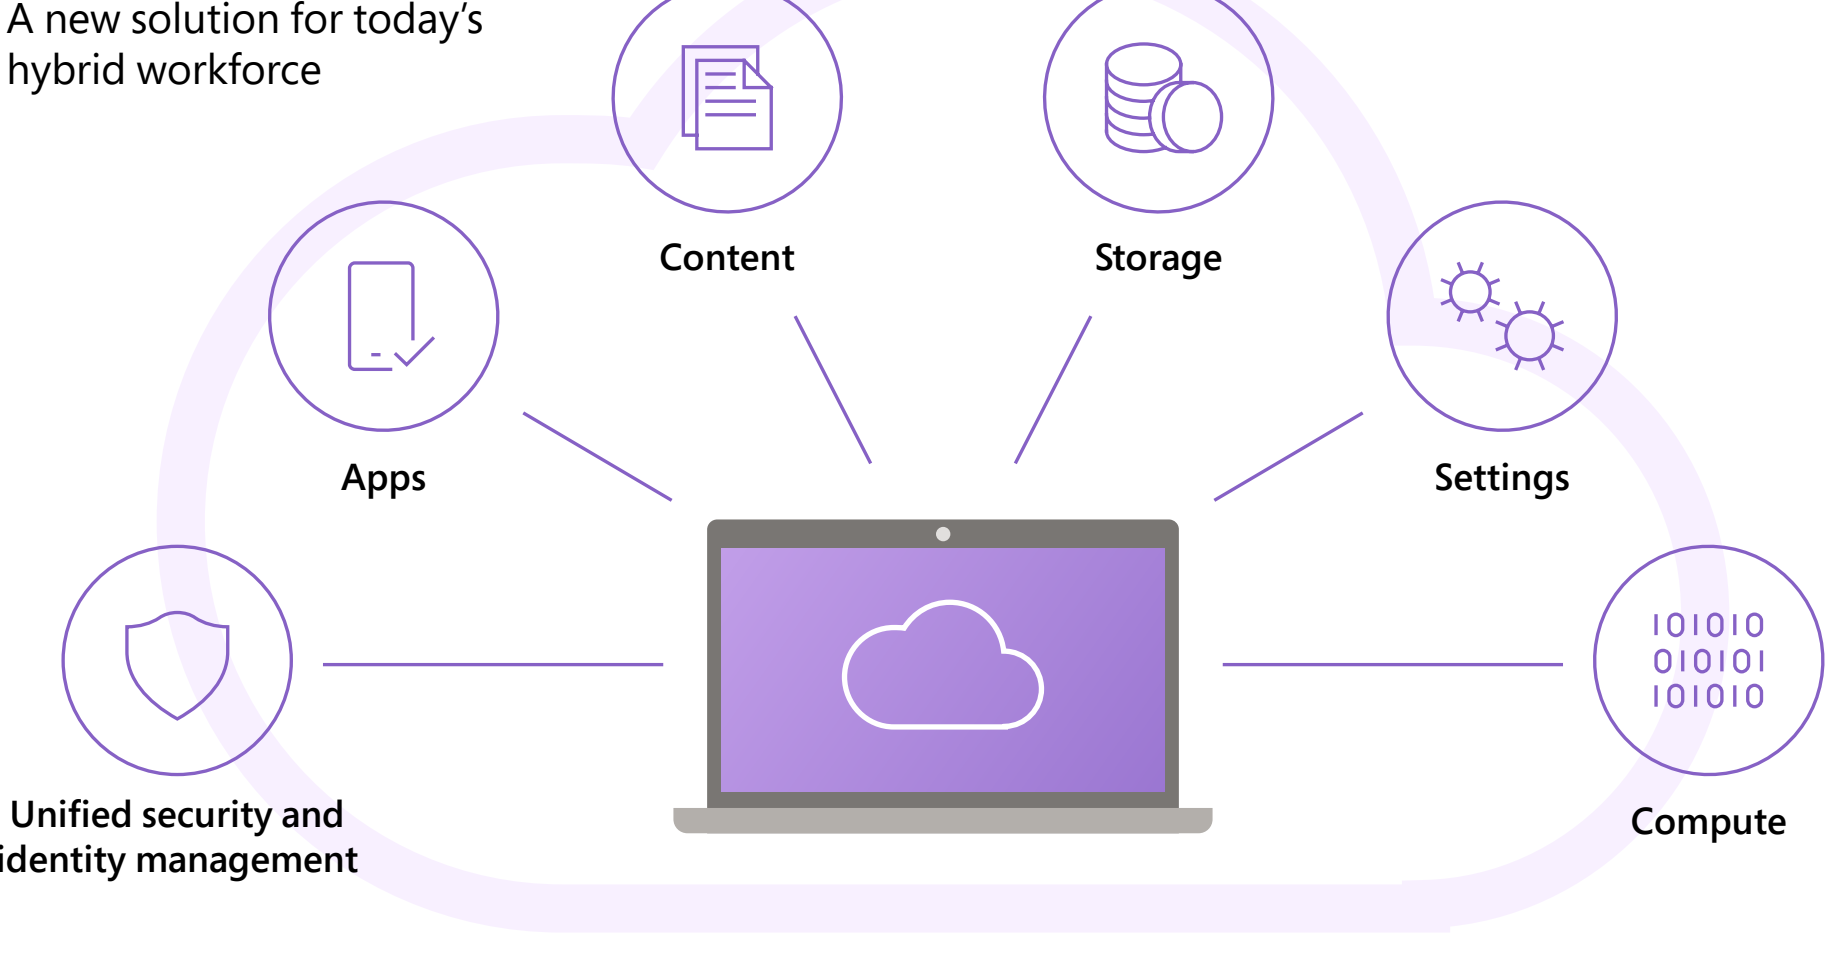 A new solution for today's
hybrid workforce
Content
Storage
Apps
Settings
101010
010101
101010
Unified security and
identity management
Compute